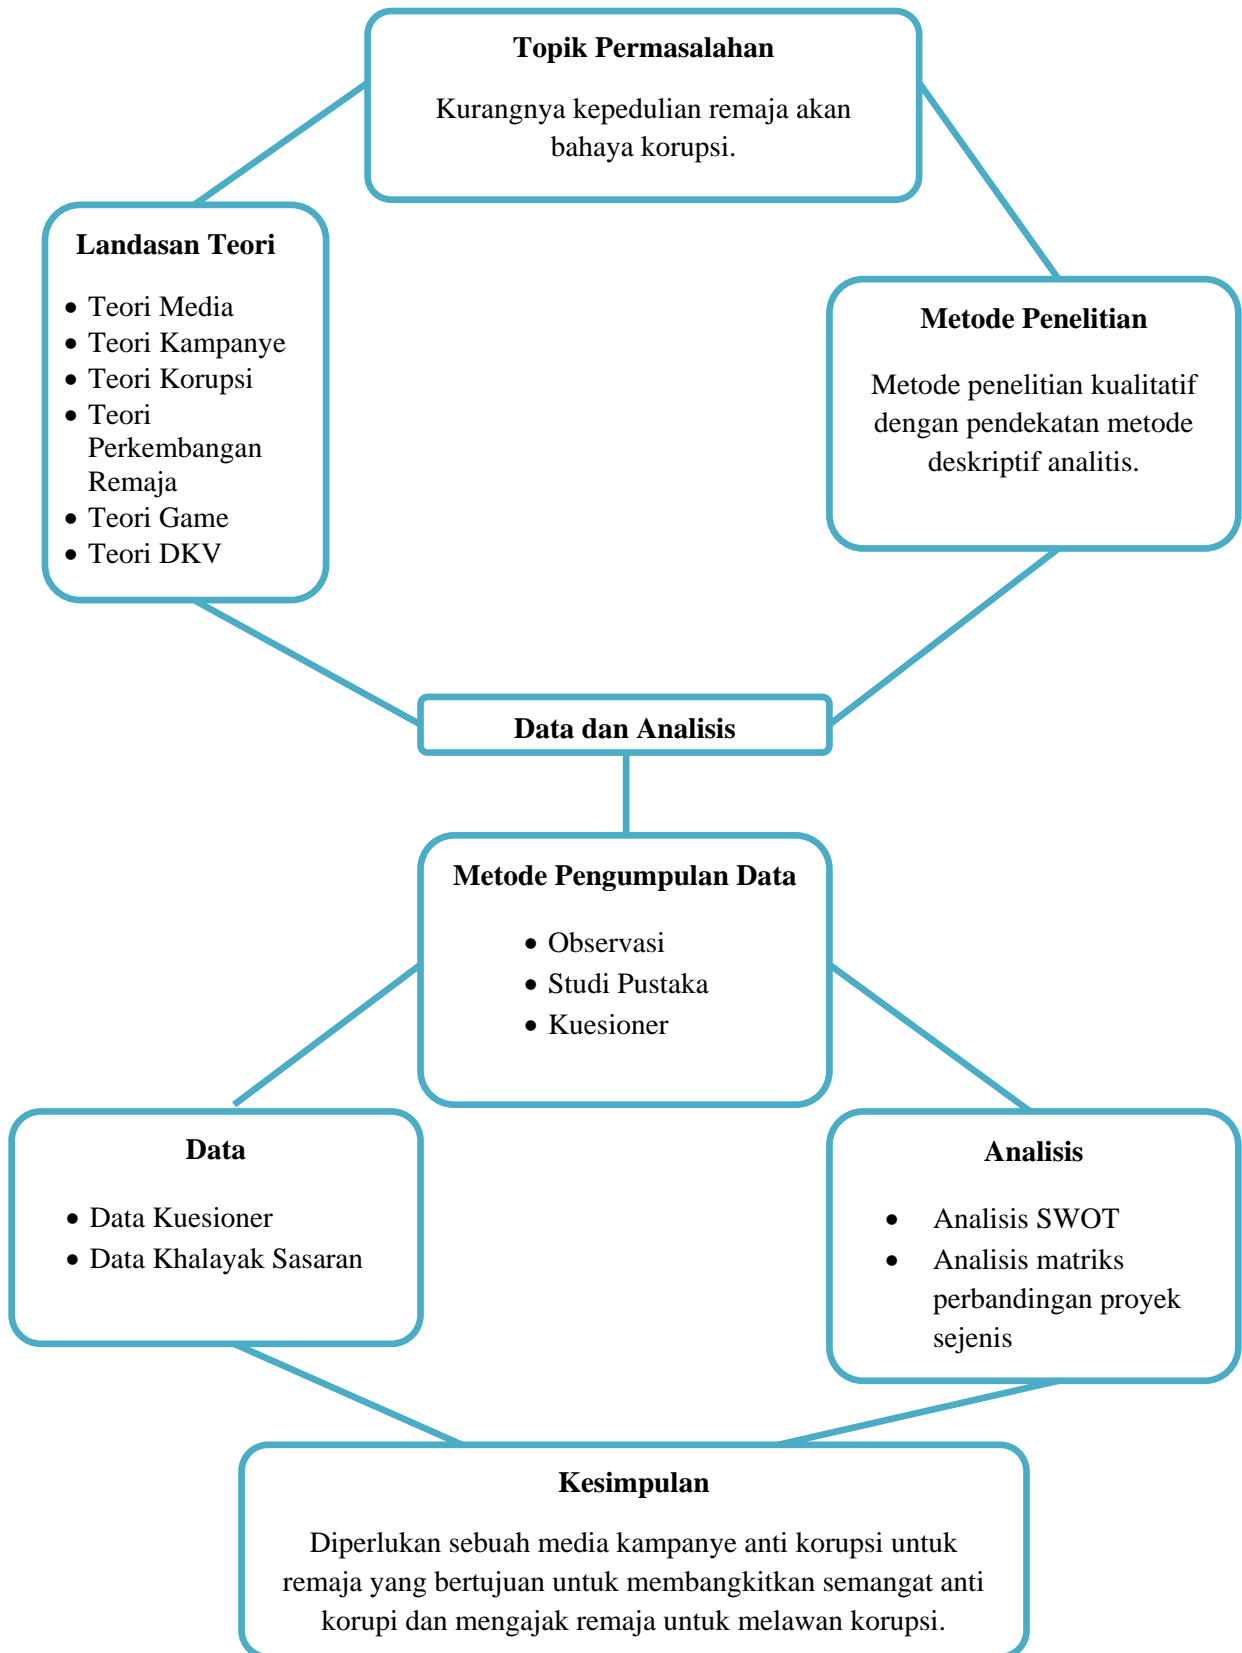 Topik Permasalahan
Kurangnya kepedulian remaja akan
bahaya korupsi.
Landasan Teori
• Teori Media
• Teori Kampanye
• Teori Korupsi
• Teori
Perkembangan
Remaja
• Teori Game
• Teori DKV
Metode Penelitian
Metode penelitian kualitatif
dengan pendekatan metode
deskriptif analitis.
Data dan Analisis
Metode Pengumpulan Data
• Observasi
• Studi Pustaka
• Kuesioner
Data
• Data Kuesioner
• Data Khalayak Sasaran
Analisis
• Analisis SWOT
• Analisis matriks
perbandingan proyek
sejenis
Kesimpulan
Diperlukan sebuah media kampanye anti korupsi untuk
remaja yang bertujuan untuk membangkitkan semangat anti
korupi dan mengajak remaja untuk melawan korupsi.